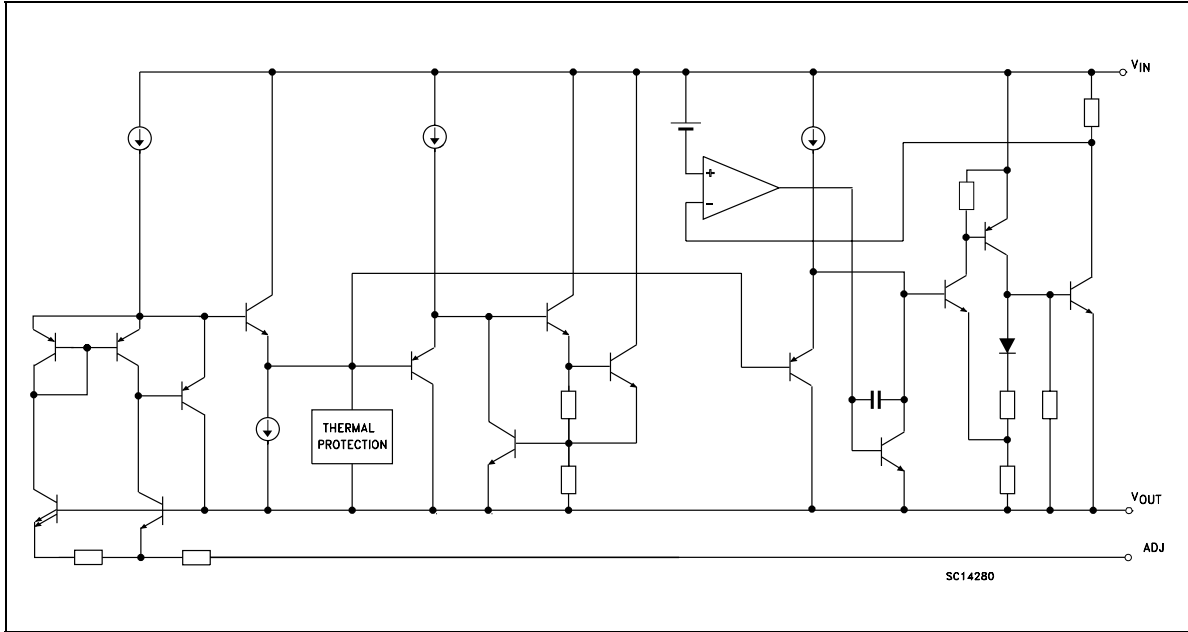 VIN
+
-
THERMAL
PROTECTION
VOUT
ADJ
SC14280